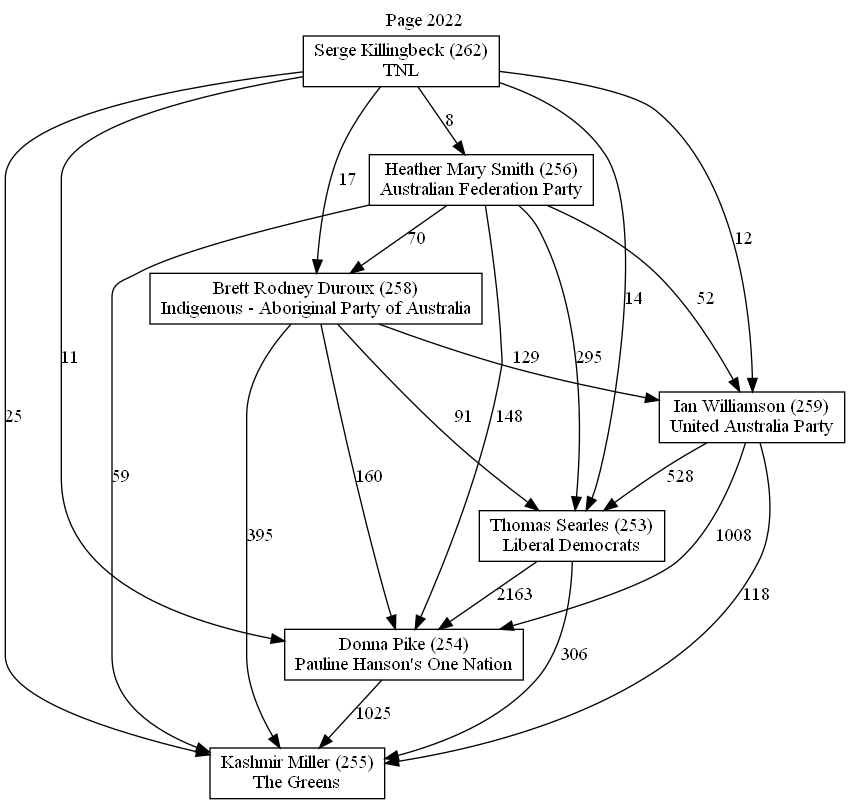 Page 2022
Serge Killingbeck (262)
TNL
8
Heather Mary Smith (256)
Australian Federation Party
17
70
12
Brett Rodney Duroux (258)
Indigenous - Aboriginal Party of Australia
14
52
11
129
295
25
Ian Williamson (259)
United Australia Party
91
148
59
160
528
Thomas Searles (253)
Liberal Democrats
395
1008
2163
118
Donna Pike (254)
Pauline Hanson's One Nation
306
1025
Kashmir Miller (255)
The Greens